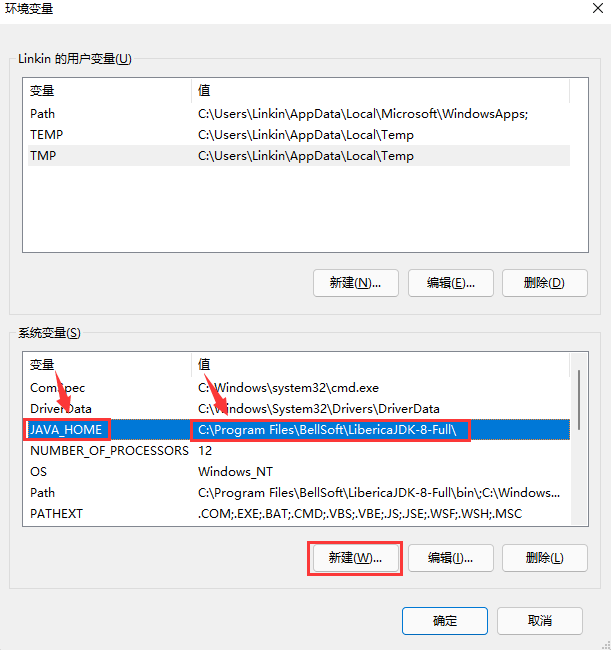 环境变量
Linkin 的用户变量(U)
变量 值
Path C:\Users\Linkin\AppData\Local\Microsoft\WindowsApps;
TEMP C:\Users\Linkin\AppData\Local\Temp
TMP C:\Users\Linkin\AppData\Local\Temp
新建(N)... 编辑(E)... 删除(D)
系统变量(S)
变量 值
ComSpec C:\Windows\system32\cmd.exe
DriverData C:\Windows\System32\Drivers\DriverData
JAVA_HOME C:\Program Files\BellSoft\LibericaJDK-8-Full\
NUMBER_OF_PROCESSORS 12
OS Windows_NT
Path C:\Program Files\BellSoft\LibericaJDK-8-Full\bin\;C:\Windows...
PATHEXT .COM;.EXE;.BAT;.CMD;.VBS;.VBE;.JS;.JSE;.WSF;.WSH;.MSC
新建(W)... 编辑(I)... 删除(L)
确定 取消